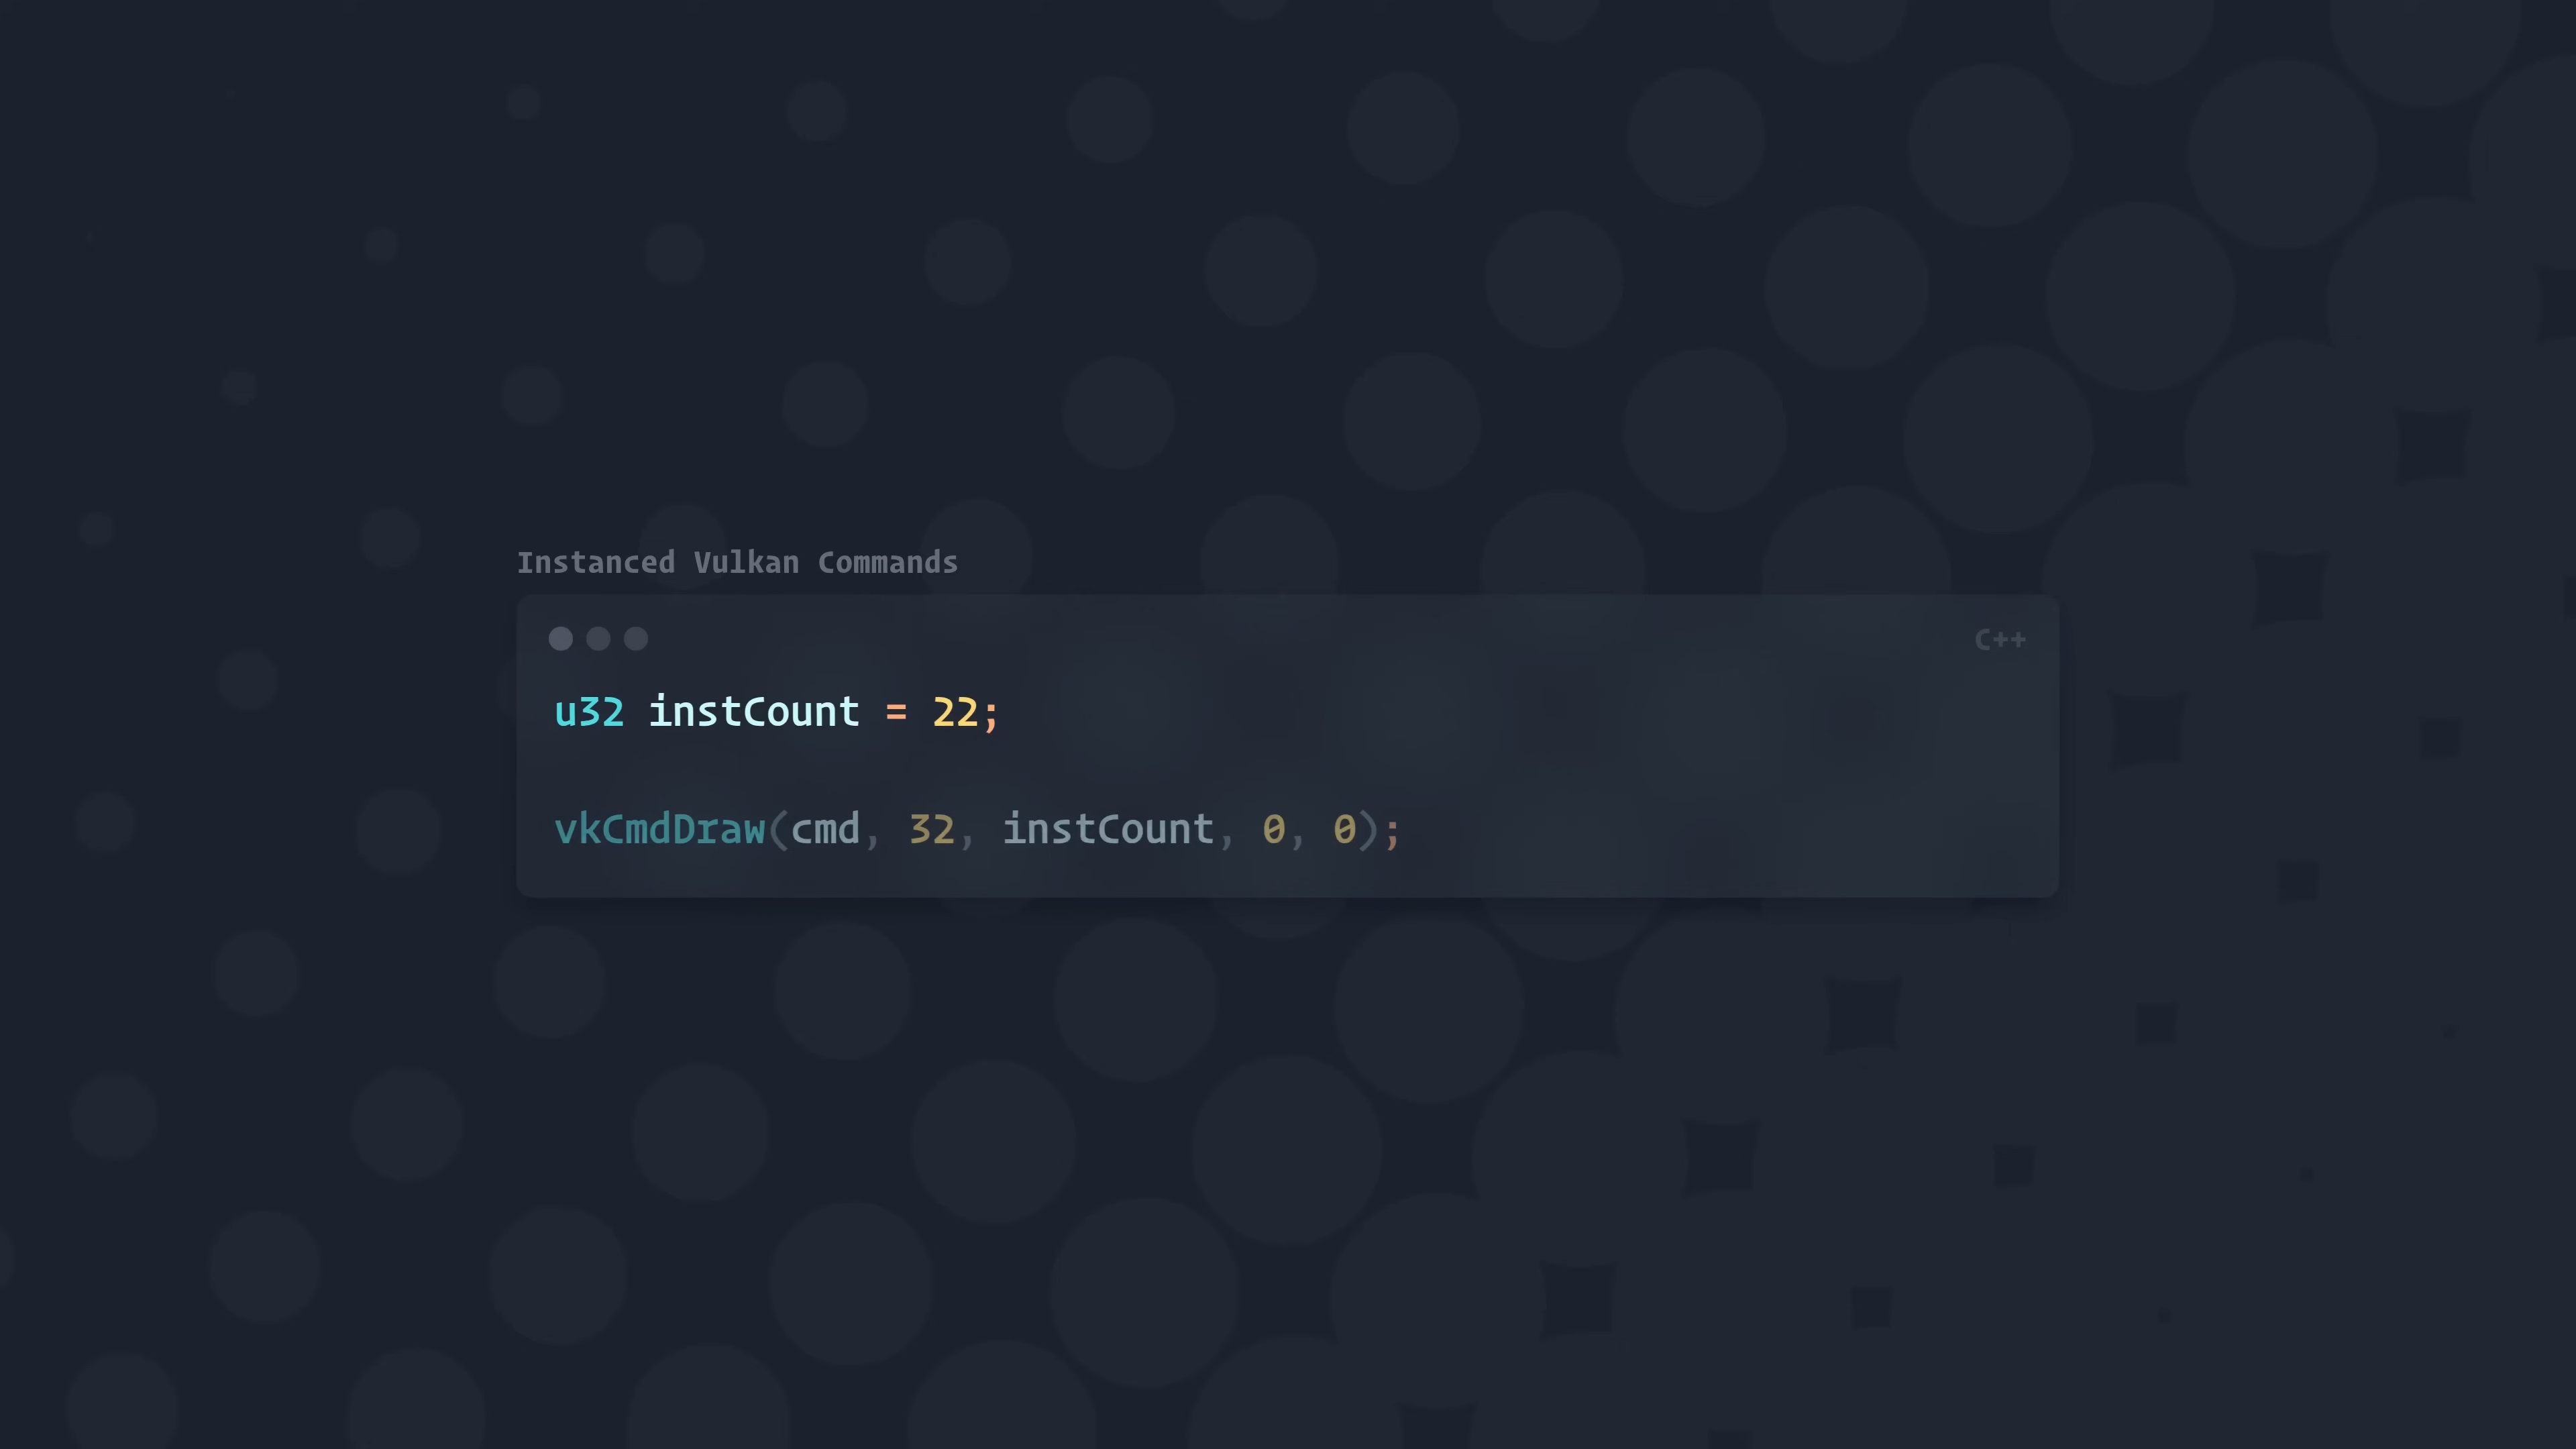 Instanced Vulkan Commands
C++
u32 instCount = 22;
vkCmdDraw(cmd, 32, instCount, 0, 0);